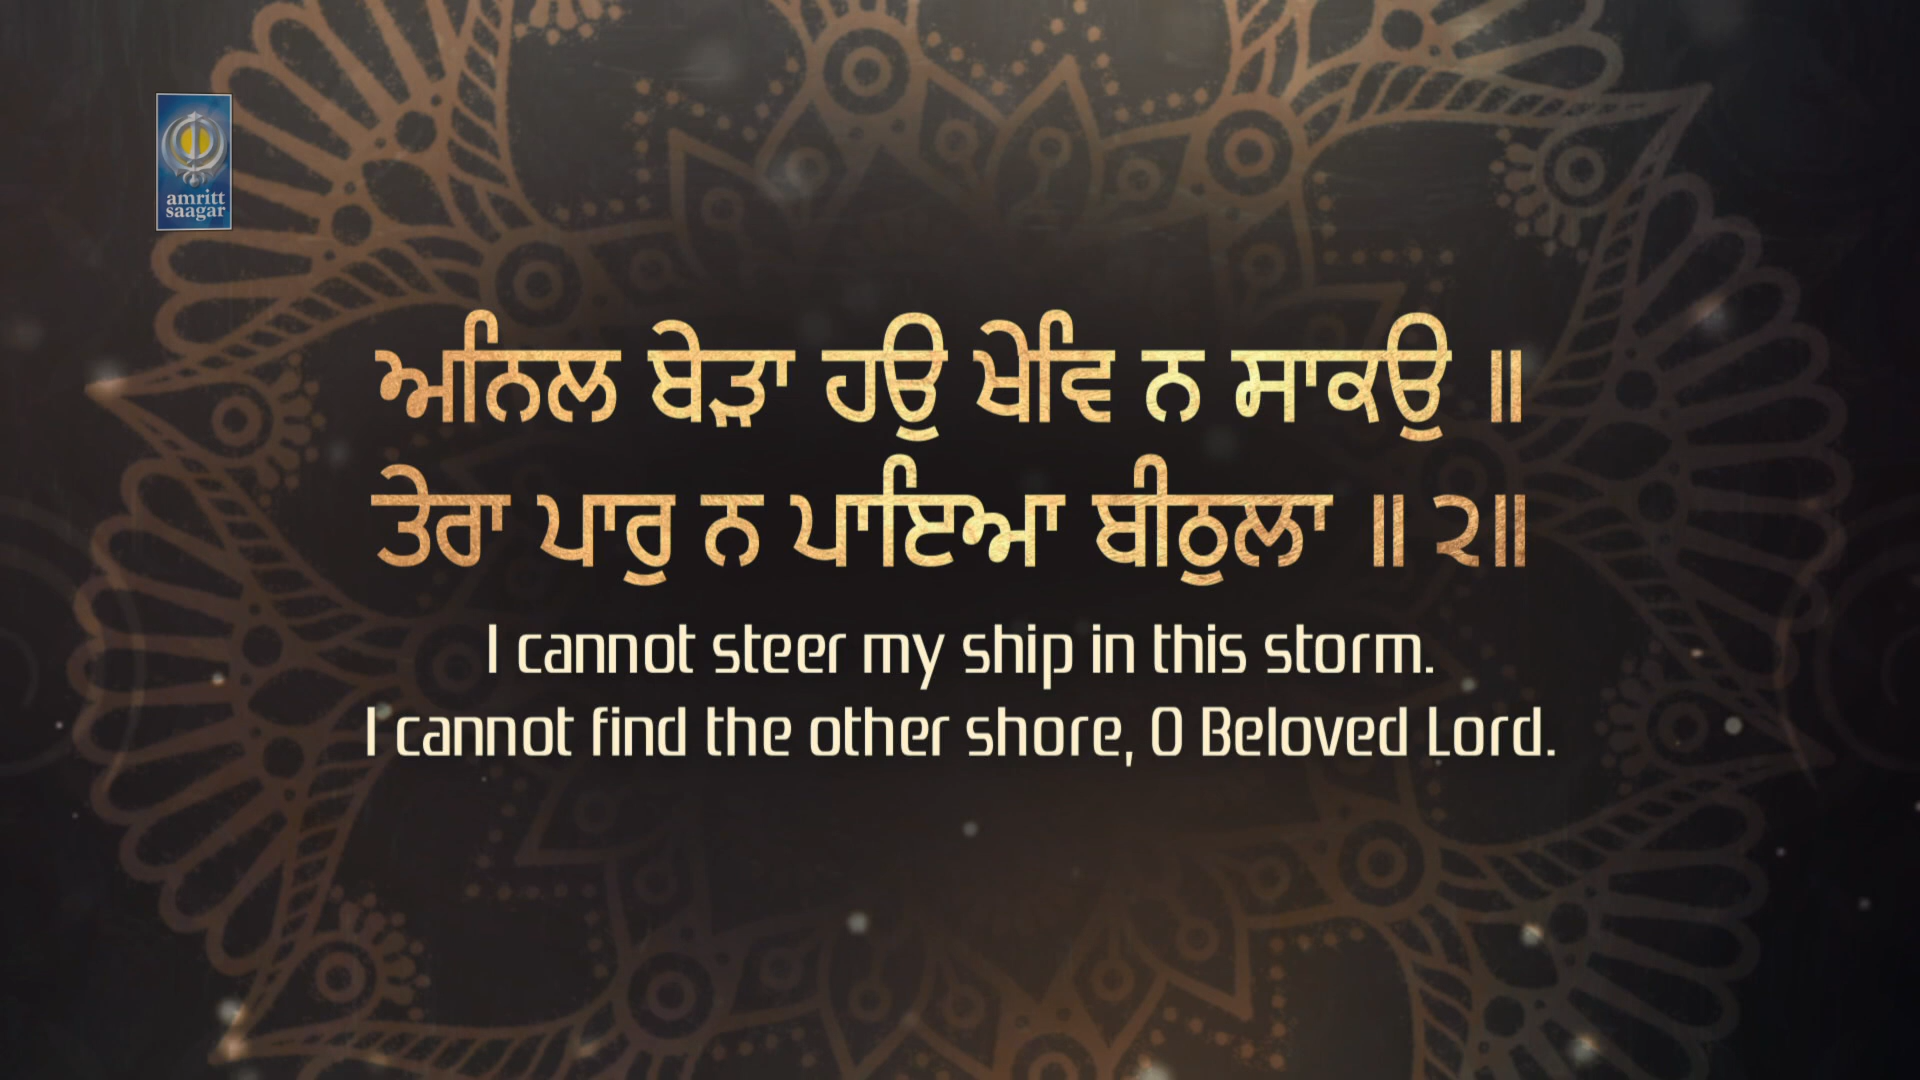 amritt
saagar
ਅਨਿਲ ਬੇੜਾ ਹਉ ਖੇਵਿ ਨ ਸਾਕਉ ॥
ਤੇਰਾ ਪਾਰੁ ਨ ਪਾਇਆ ਬੀਠੁਲਾ ॥੨॥
I cannot steer my ship in this storm.
I cannot find the other shore, O Beloved Lord.